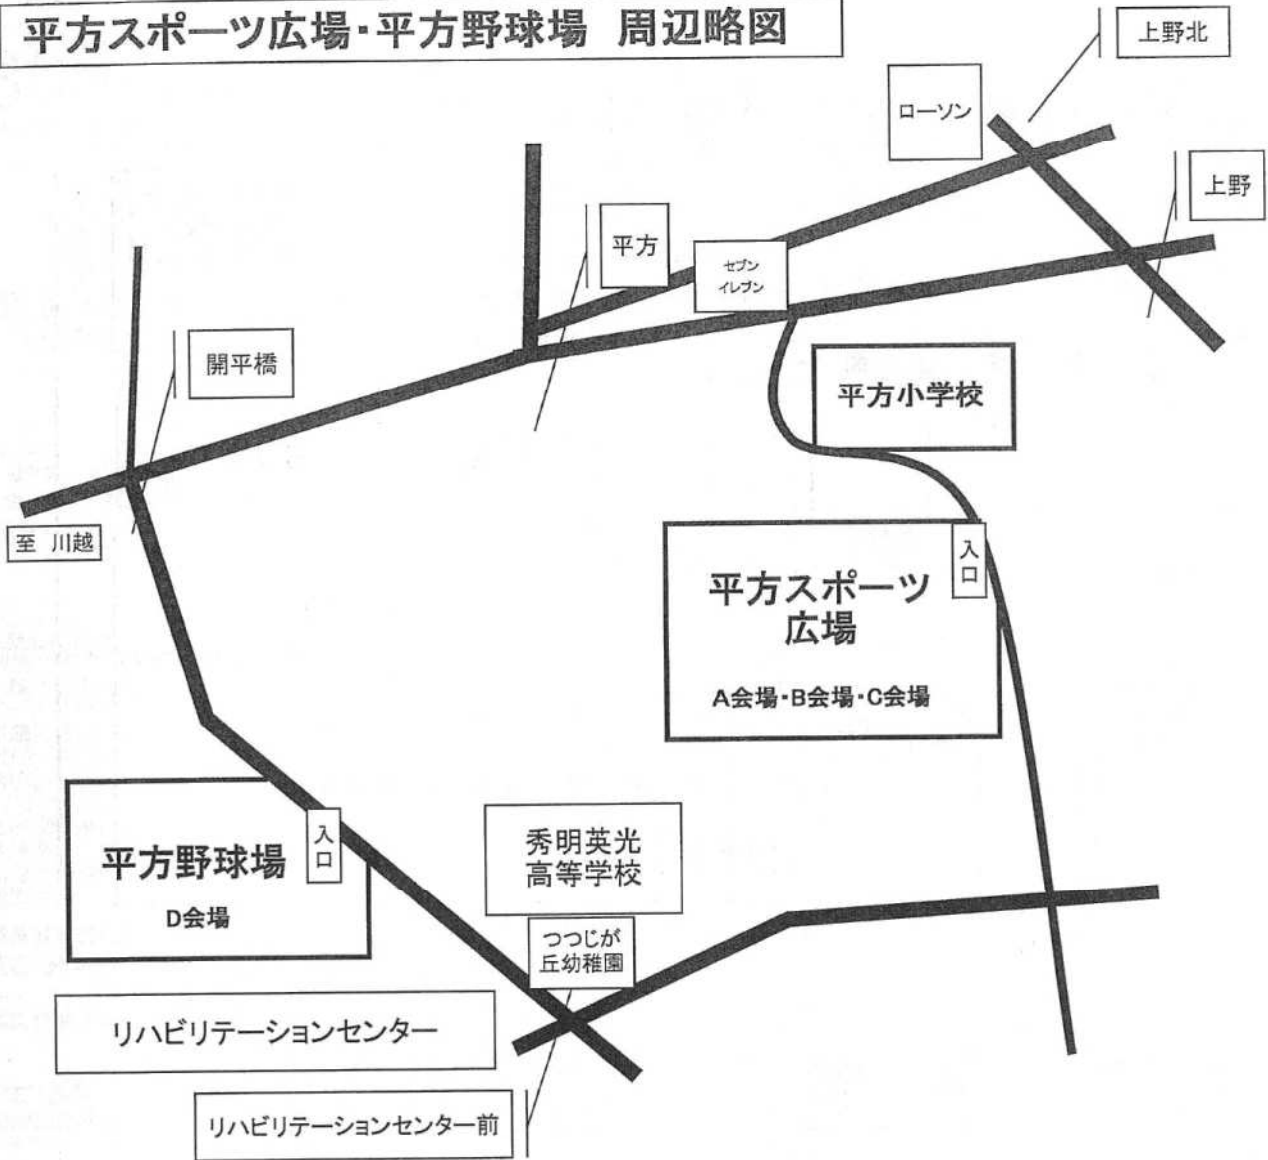 平方スポーツ広場・平方野球場 周辺略図
上野北
ローソン
上野
平方
セブン
イレブン
開平橋
平方小学校
至 川越
入口
平方スポーツ
広場
A会場・B会場・C会場
平方野球場
D会場
入口
秀明英光
高等学校
つつじが
丘幼稚園
リハビリテーションセンター
リハビリテーションセンター前